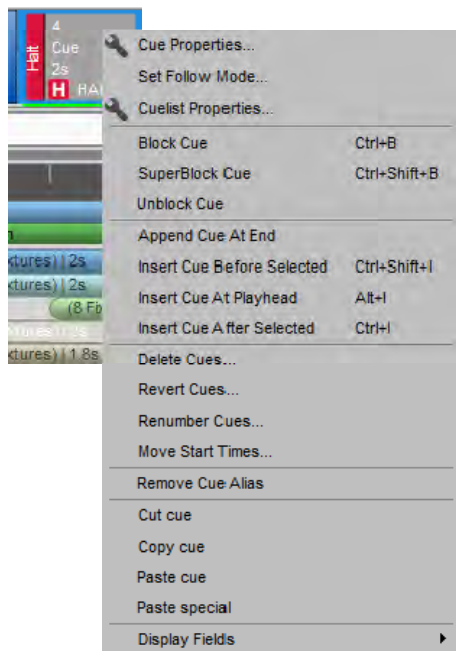 4
Halt
Cue
2s
H HA
Cue Properties...
Set Follow Mode...
Cuelist Properties...
Block Cue Ctrl+B
SuperBlock Cue Ctrl+Shift+B
Unblock Cue
Append Cue At End
Insert Cue Before Selected Ctrl+Shift+I
Insert Cue At Playhead Alt+I
Insert Cue After Selected Ctrl+I
Delete Cues...
Revert Cues...
Renumber Cues...
Move Start Times...
Remove Cue Alias
Cut cue
Copy cue
Paste cue
Paste special
Display Fields
xtures) | 2s
xtures) | 2s
(8 Fi
xtures) | 1.8s